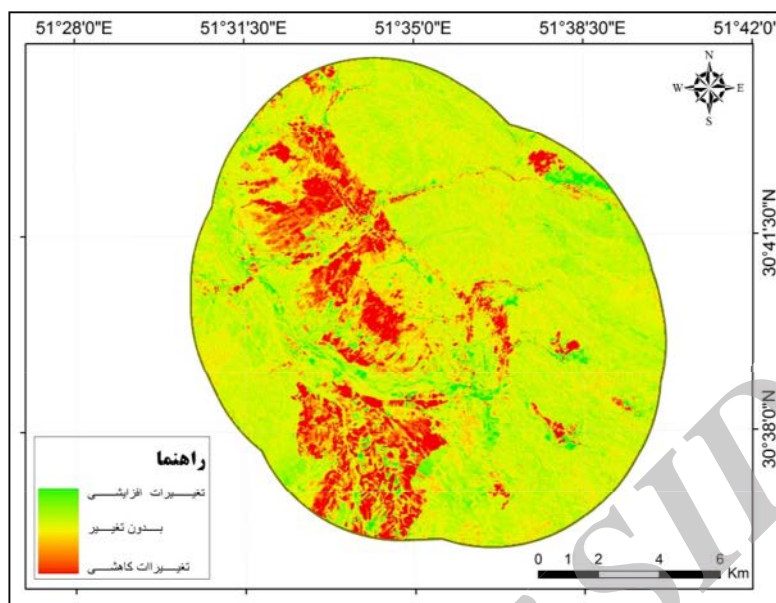 51°28'0"E 51°31'30"E 51°35'0"E 51°38'30"E 51°42'0"
N
W E
S
30°41'30"N
30°38'0"N
راهنما
تغییرات افزایشی
بدون تغییر
تغییرات کاهشی
0 1 2 4 6
Km
SID